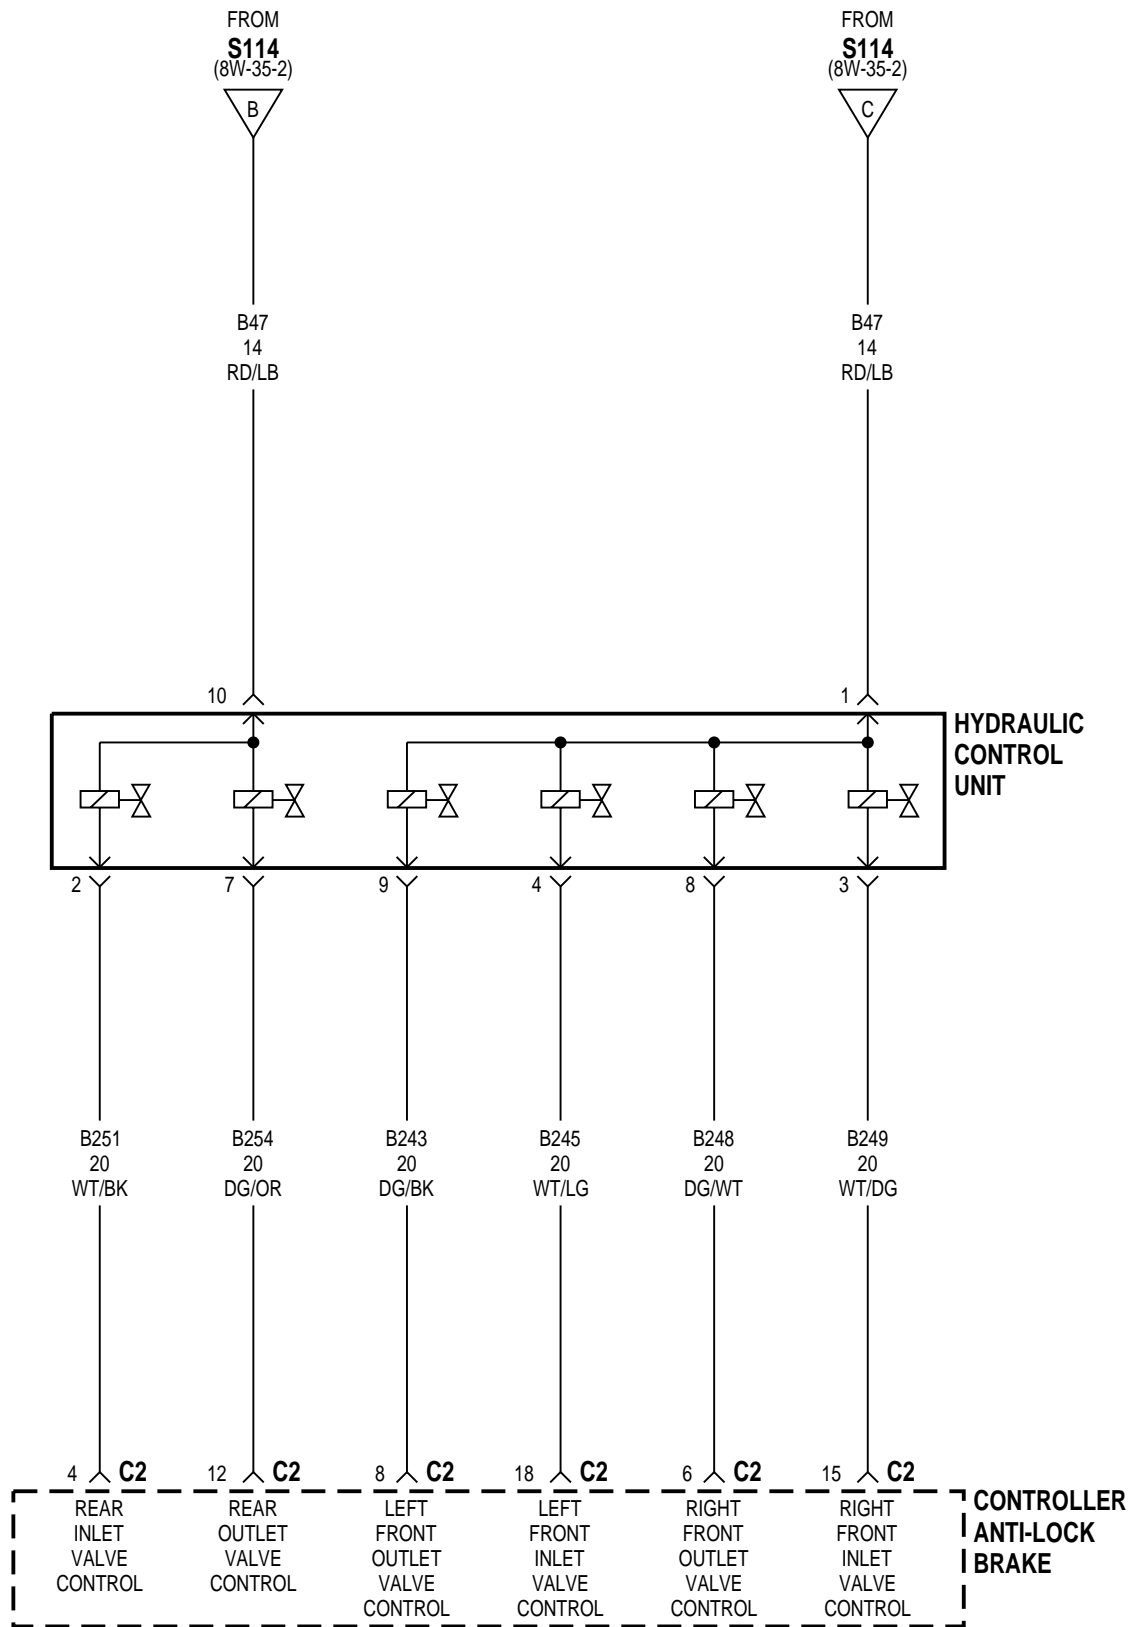 FROM
S114
(8W-35-2)
B
FROM
S114
(8W-35-2)
C
B47
14
RD/LB
B47
14
RD/LB
10
1
HYDRAULIC
CONTROL
UNIT
2
7
9
4
8
3
B251
20
WT/BK
B254
20
DG/OR
B243
20
DG/BK
B245
20
WT/LG
B248
20
DG/WT
B249
20
WT/DG
4 C2
12 C2
8 C2
18 C2
6 C2
15 C2
REAR
INLET
VALVE
CONTROL
REAR
OUTLET
VALVE
CONTROL
LEFT
FRONT
OUTLET
VALVE
CONTROL
LEFT
FRONT
INLET
VALVE
CONTROL
RIGHT
FRONT
OUTLET
VALVE
CONTROL
RIGHT
FRONT
INLET
VALVE
CONTROL
CONTROLLER
ANTI-LOCK
BRAKE